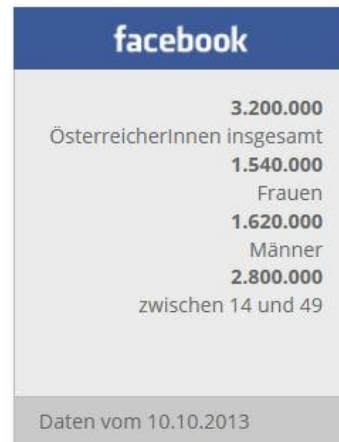 facebook
3.200.000
ÖsterreicherInnen insgesamt
1.540.000
Frauen
1.620.000
Männer
2.800.000
zwischen 14 und 49
Daten vom 10.10.2013